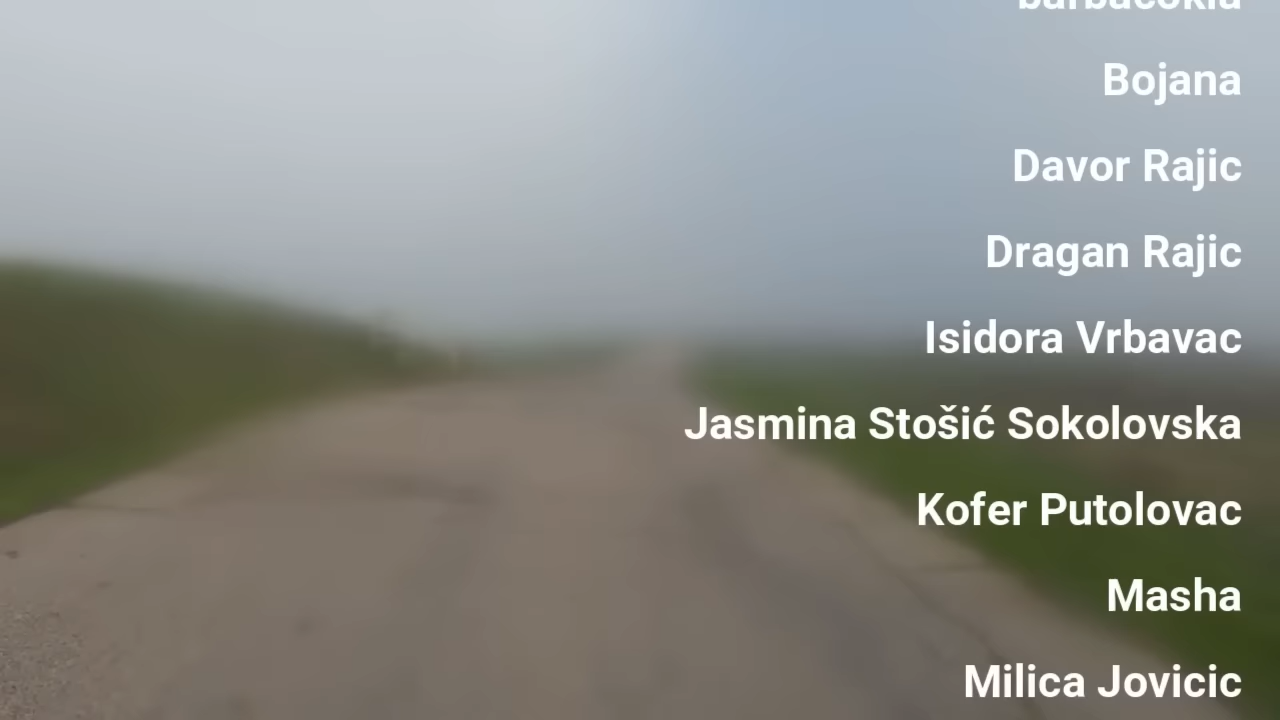 Bojana
Davor Rajic
Dragan Rajic
Isidora Vrbavac
Jasmina Stošić Sokolovska
Kofer Putolovac
Masha
Milica Jovicic